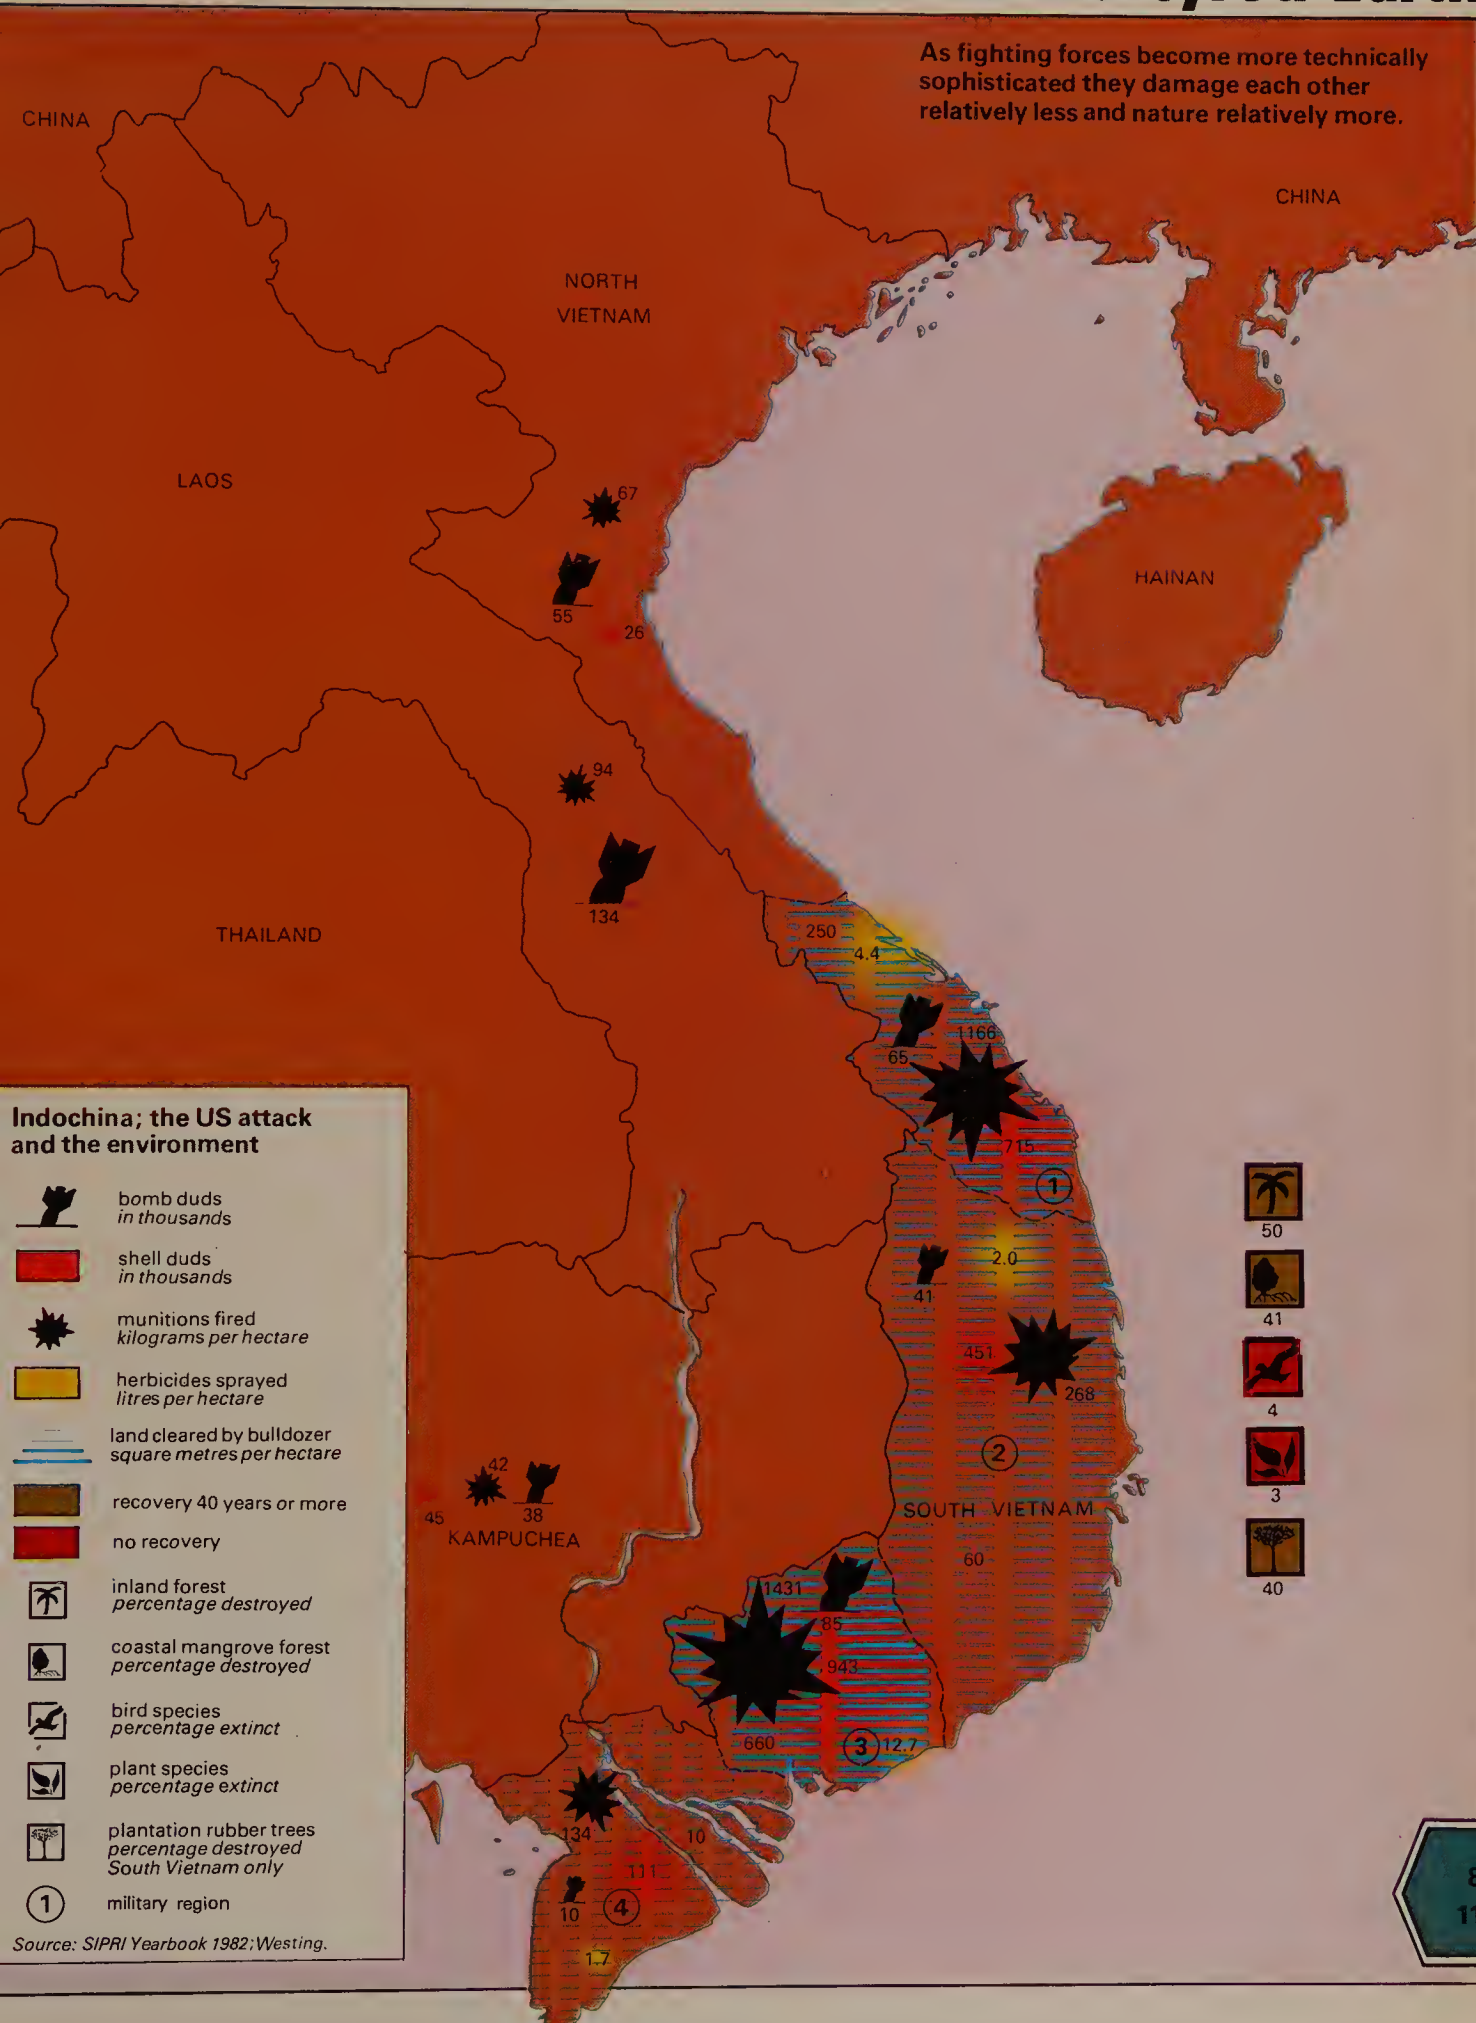 As fighting forces become more technically
sophisticated they damage each other
relatively less and nature relatively more.
CHINA
CHINA
NORTH
VIETNAM
LAOS
67
HAINAN
55
26
94
134
THAILAND
250
4.4
1166
65
715
1
2.0
41
451
268
2
SOUTH VIETNAM
60
42
45
38
KAMPUCHEA
1431
85
943
660
3
12.7
134
10
111
10
4
1.7
50
41
4
3
40
Indochina; the US attack
and the environment
bomb duds
in thousands
shell duds
in thousands
munitions fired
kilograms per hectare
herbicides sprayed
litres per hectare
land cleared by bulldozer
square metres per hectare
recovery 40 years or more
no recovery
inland forest
percentage destroyed
coastal mangrove forest
percentage destroyed
bird species
percentage extinct
plant species
percentage extinct
plantation rubber trees
percentage destroyed
South Vietnam only
1
military region
Source: SIPRI Yearbook 1982; Westing.